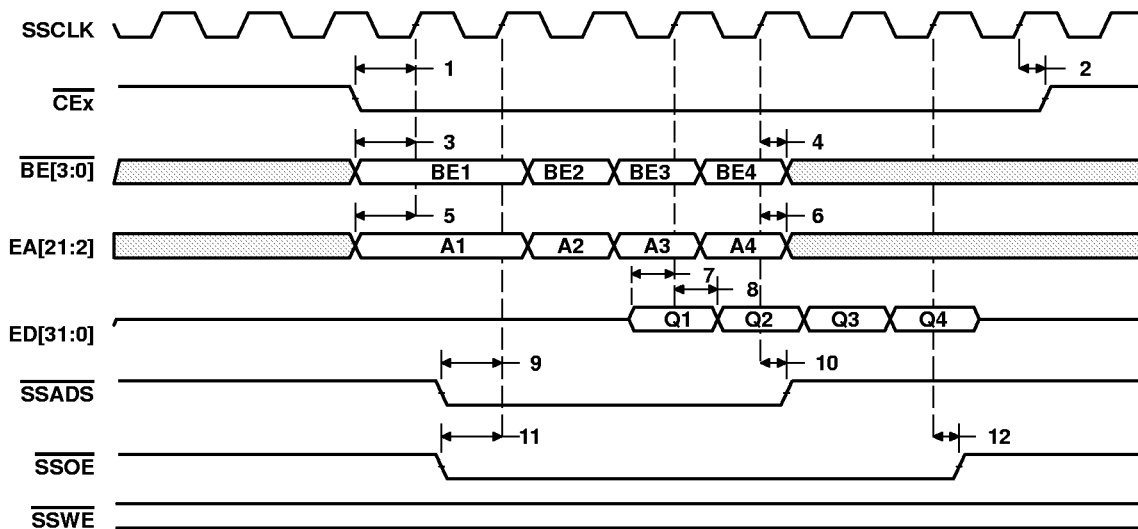 SSCLK
1 2
CEx
3 4
BE[3:0] BE1 BE2 BE3 BE4
5 6
EA[21:2] A1 A2 A3 A4
7
8
ED[31:0] Q1 Q2 Q3 Q4
9 10
SSADS
11 12
SSOE
SSWE